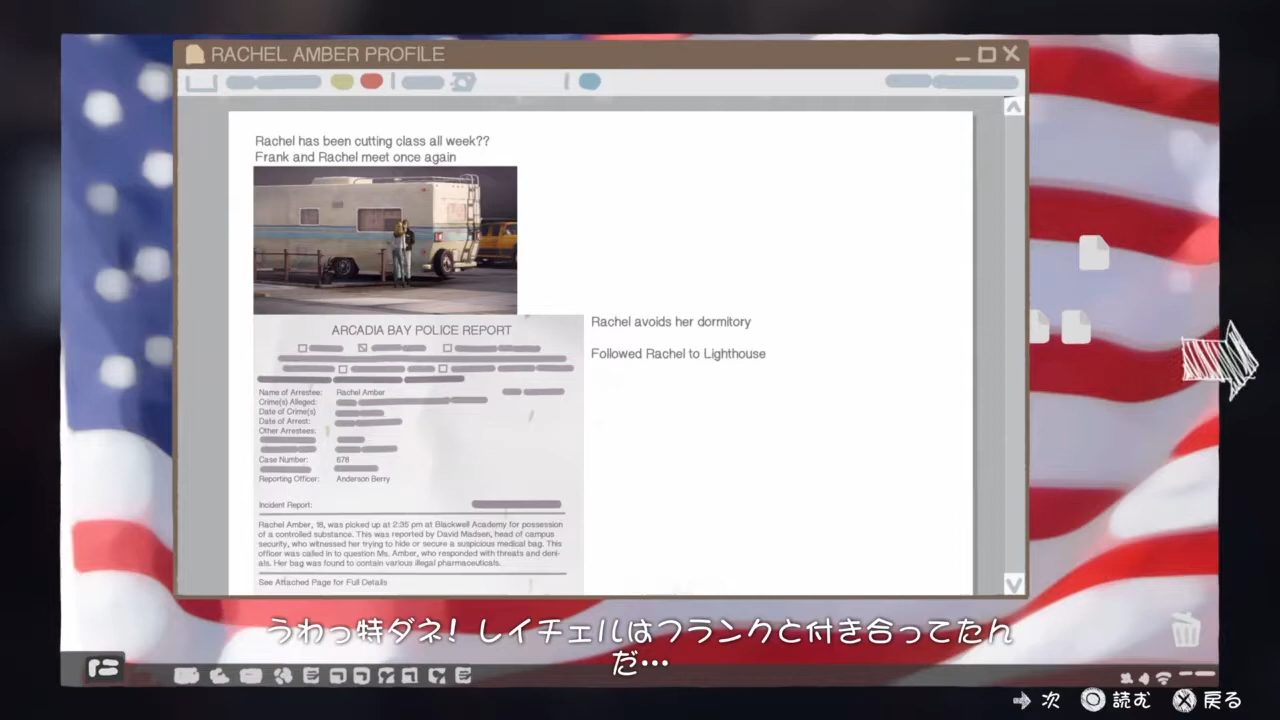 RACHEL AMBER PROFILE
Rachel has been cutting class all week??
Frank and Rachel meet once again
ARCADIA BAY POLICE REPORT
Name of Arrestee: Rachel Amber
Crime(s) Alleged:
Date of Crime(s)
Date of Arrest:
Other Arrestees:
Case Number: 678
Reporting Officer: Anderson Berry
Incident Report:
Rachel Amber, 18, was picked up at 2:35 pm at Blackwell Academy for possession
of a controlled substance. This was reported by David Madsen, head of campus
security, who witnessed her trying to hide or secure a suspicious medical bag. This
officer was called in to question Ms. Amber, who responded with threats and deni-
als. Her bag was found to contain various illegal pharmaceuticals.
See Attached Page for Full Details
Rachel avoids her dormitory
Followed Rachel to Lighthouse
うわっ特ダネ! レイチェルはフランクと付き合ってたん
だ…
次 読む 戻る